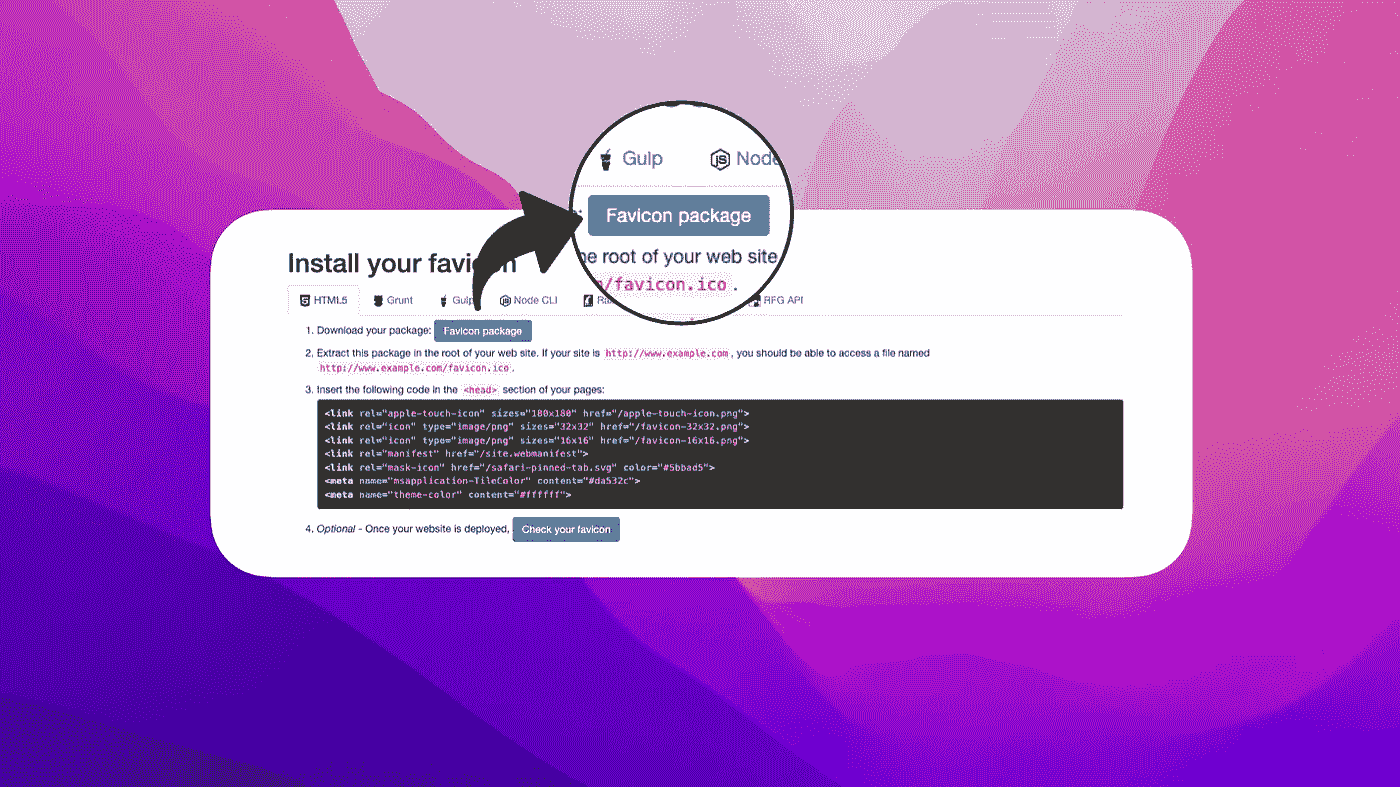 Gulp
Node
Favicon package
he root of your web site
/favicon.ico .
Install your favicon
HTML5 Grunt Gulp Node CLI RFG API
1. Download your package: Favicon package
2. Extract this package in the root of your web site. If your site is http://www.example.com , you should be able to access a file named
http://www.example.com/favicon.ico .
3. Insert the following code in the <head> section of your pages:
<link rel="apple-touch-icon" sizes="180x180" href="/apple-touch-icon.png">
<link rel="icon" type="image/png" sizes="32x32" href="/favicon-32x32.png">
<link rel="icon" type="image/png" sizes="16x16" href="/favicon-16x16.png">
<link rel="manifest" href="/site.webmanifest">
<link rel="mask-icon" href="/safari-pinned-tab.svg" color="#5bbad5">
<meta name="msapplication-TileColor" content="#da532c">
<meta name="theme-color" content="#ffffff">
4. Optional - Once your website is deployed, Check your favicon